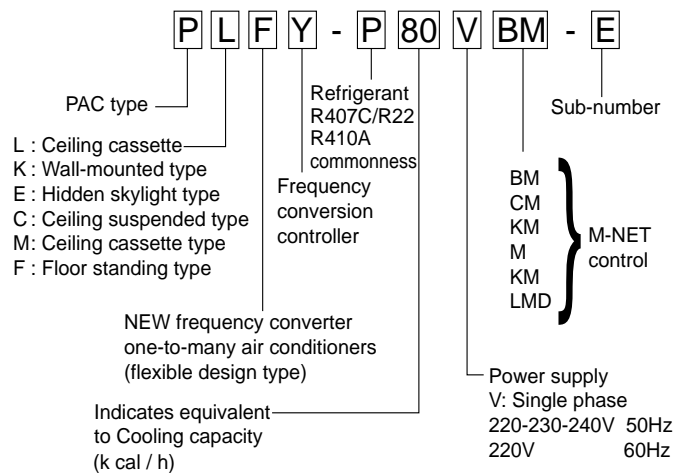 PLFY-P80VBM-E
PAC type
Refrigerant
R407C/R22
R410A
commonness
Sub-number
L : Ceiling cassette
K : Wall-mounted type
E : Hidden skylight type
C : Ceiling suspended type
M: Ceiling cassette type
F : Floor standing type
Frequency
conversion
controller
BM
CM
KM
M
KM
LMD
M-NET
control
NEW frequency converter
one-to-many air conditioners
(flexible design type)
Indicates equivalent
to Cooling capacity
(k cal / h)
Power supply
V: Single phase
220-230-240V 50Hz
220V 60Hz